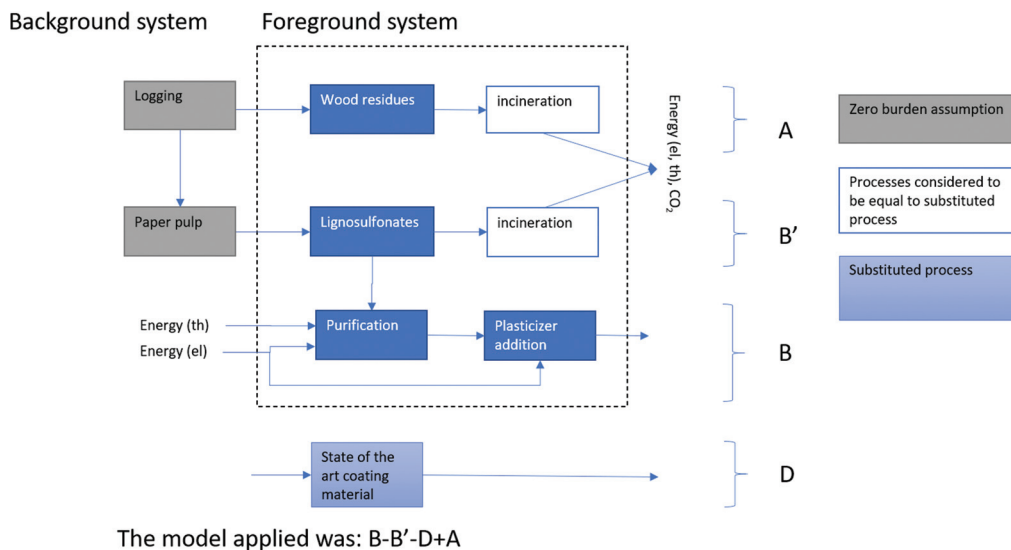 Background system
Foreground system
Logging
Wood residues
incineration
Energy (el, th), CO₂
A
Zero burden assumption
Processes considered to
be equal to substituted
process
Paper pulp
Lignosulfonates
incineration
B’
Substituted process
Energy (th)
Energy (el)
Purification
Plasticizer
addition
B
State of the
art coating
material
D
The model applied was: B-B’-D+A